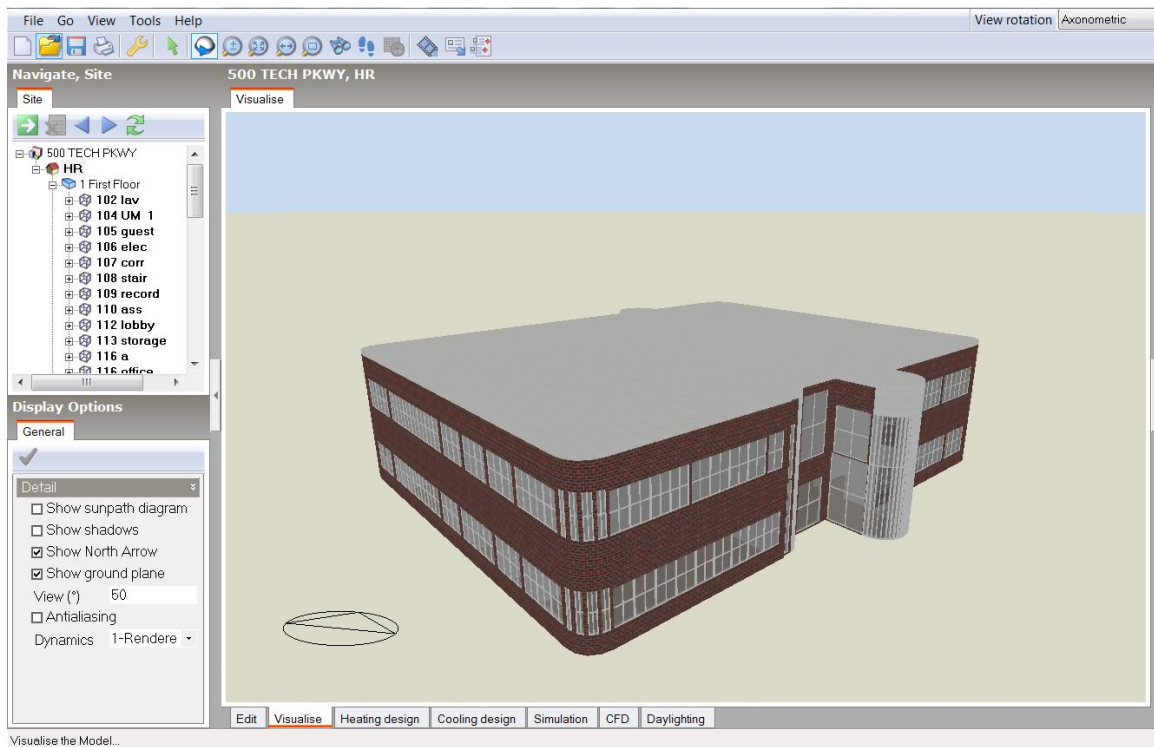 File Go View Tools Help
View rotation Axonometric
Navigate, Site
500 TECH PKWY, HR
Site
Visualise
500 TECH PKWY
HR
1 First Floor
102 lav
104 UM 1
105 guest
106 elec
107 corr
108 stair
109 record
110 ass
112 lobby
113 storage
116 a
116 office
Display Options
General
Detail
Show sunpath diagram
Show shadows
Show North Arrow
Show ground plane
View (°) 50
Antialiasing
Dynamics 1-Rendere
Edit Visualise Heating design Cooling design Simulation CFD Daylighting
Visualise the Model...